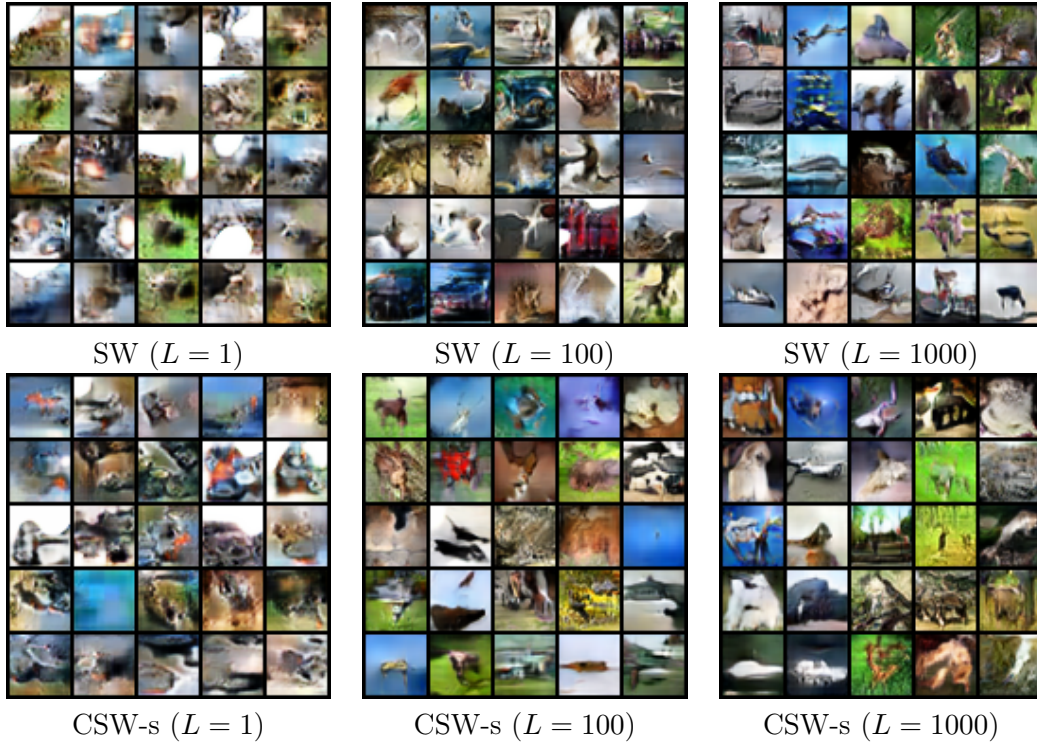 SW (L = 1)
SW (L = 100)
SW (L = 1000)
CSW-s (L = 1)
CSW-s (L = 100)
CSW-s (L = 1000)